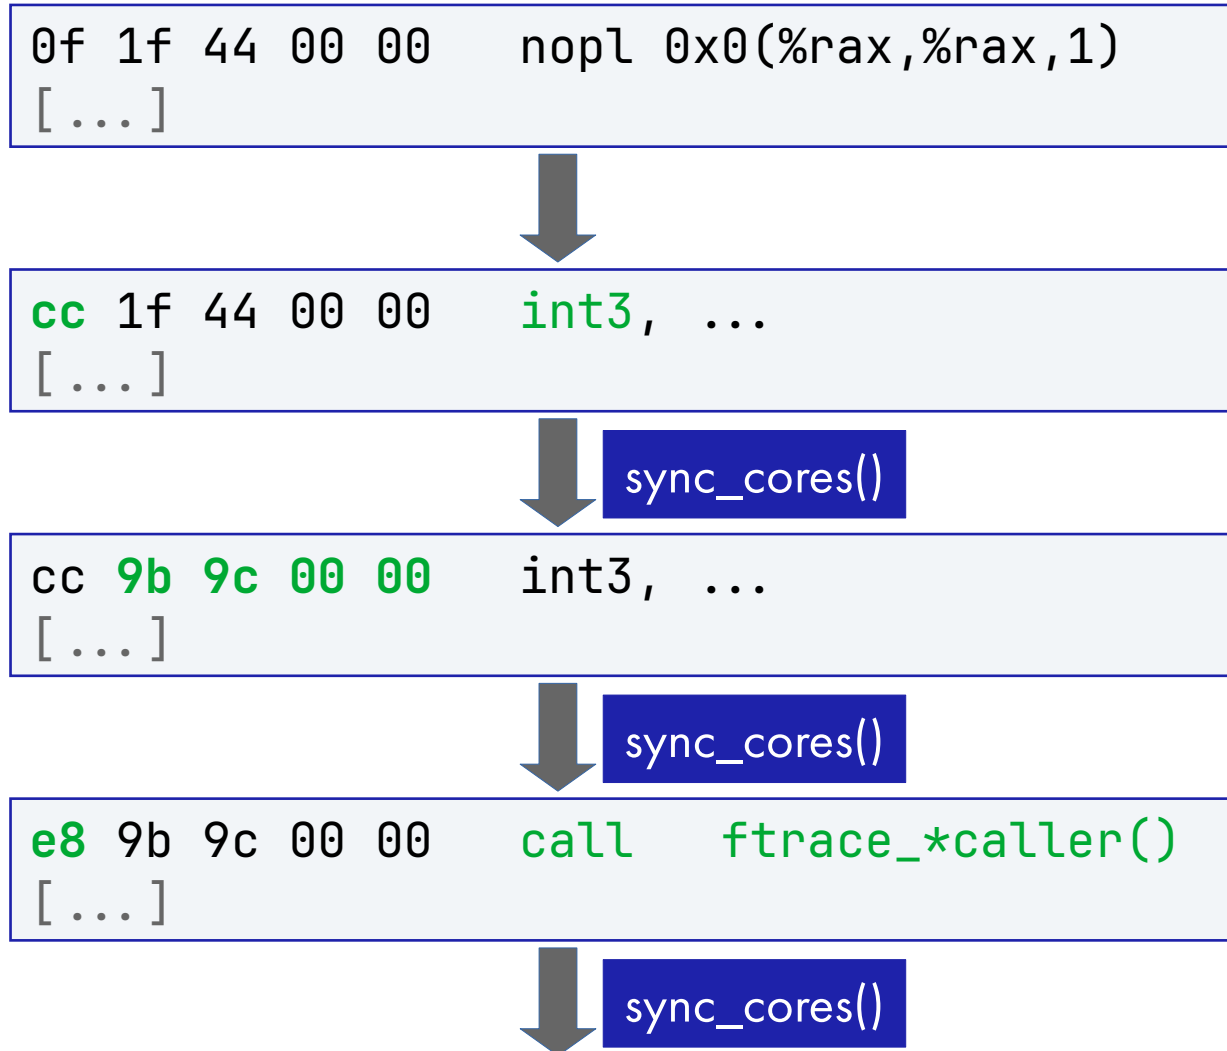 0f 1f 44 00 00 nopl 0x0(%rax,%rax,1)
[...]
cc 1f 44 00 00 int3, ...
[...]
sync_cores()
cc 9b 9c 00 00 int3, ...
[...]
sync_cores()
e8 9b 9c 00 00 call ftrace_*caller()
[...]
sync_cores()